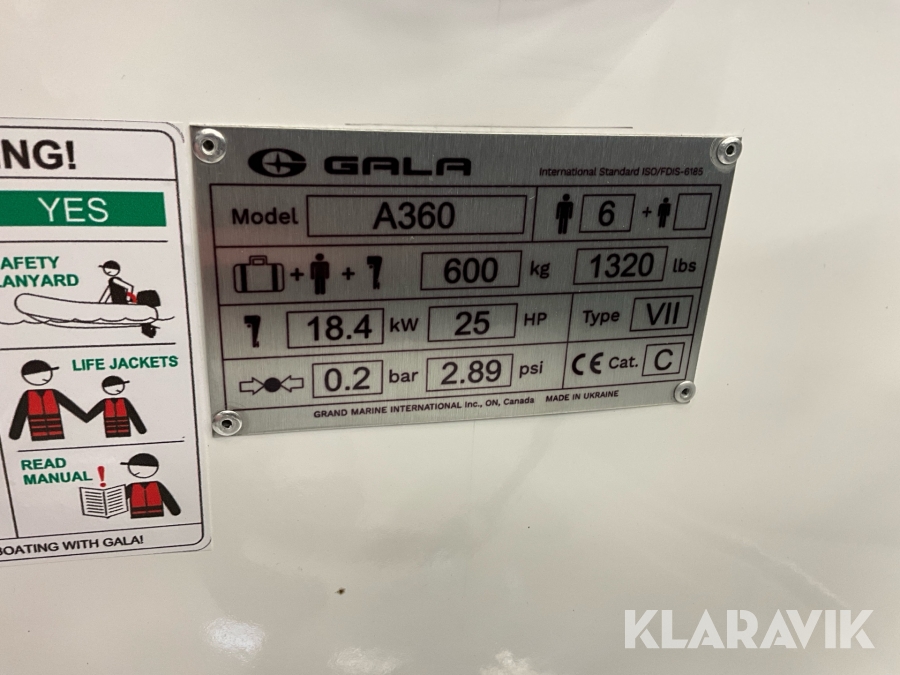 NG!
YES
AFETY
LANYARD
LIFE JACKETS
READ
MANUAL !
BOATING WITH GALA!
GALA
International Standard ISO/FDIS-6185
Model A360 6 +
+ + 600 kg 1320 lbs
18.4 kW 25 HP Type VII
0.2 bar 2.89 psi CE Cat. C
GRAND MARINE INTERNATIONAL Inc., ON, Canada MADE IN UKRAINE
KLARAVIK